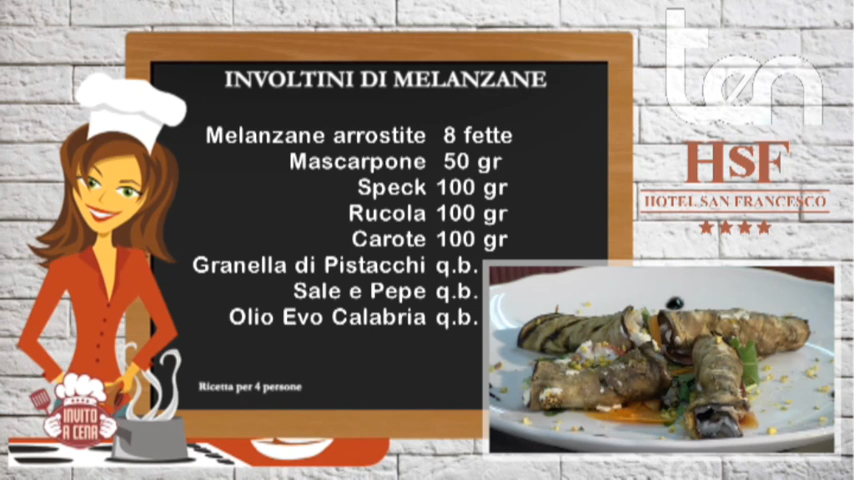 INVOLTINI DI MELANZANE
Melanzane arrostite 8 fette
Mascarpone 50 gr
Speck 100 gr
Rucola 100 gr
Carote 100 gr
Granella di Pistacchi q.b.
Sale e Pepe q.b.
Olio Evo Calabria q.b.
Ricetta per 4 persone
INVITO
A CENA
ten
HSF
HOTEL SAN FRANCESCO